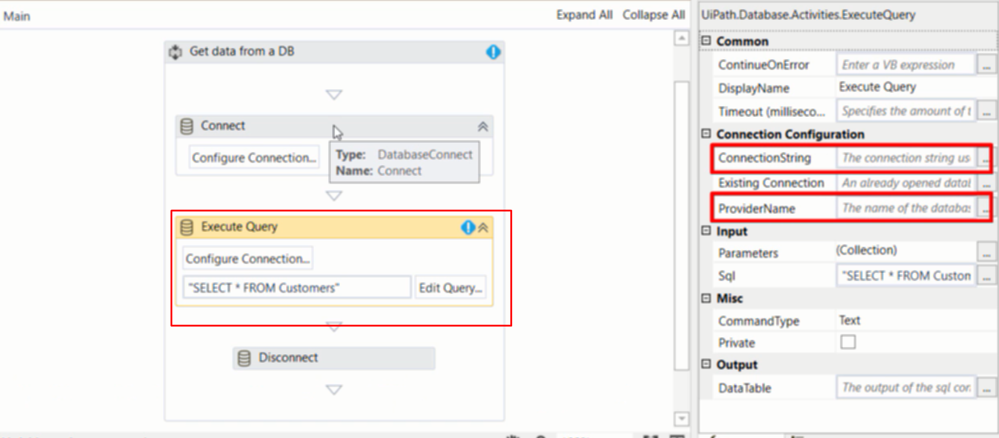 Main
Expand All Collapse All
Get data from a DB
Connect
Configure Connection...
Type: DatabaseConnect
Name: Connect
Execute Query
Configure Connection...
"SELECT * FROM Customers"
Edit Query...
Disconnect
UiPath.Database.Activities.ExecuteQuery
Common
ContinueOnError Enter a VB expression ...
DisplayName Execute Query
Timeout (milliseco... Specifies the amount of t ...
Connection Configuration
ConnectionString The connection string us ...
Existing Connection An already opened datal ...
ProviderName The name of the databas ...
Input
Parameters (Collection) ...
Sql "SELECT * FROM Custon ...
Misc
CommandType Text
Private
Output
DataTable The output of the sql cor. ...